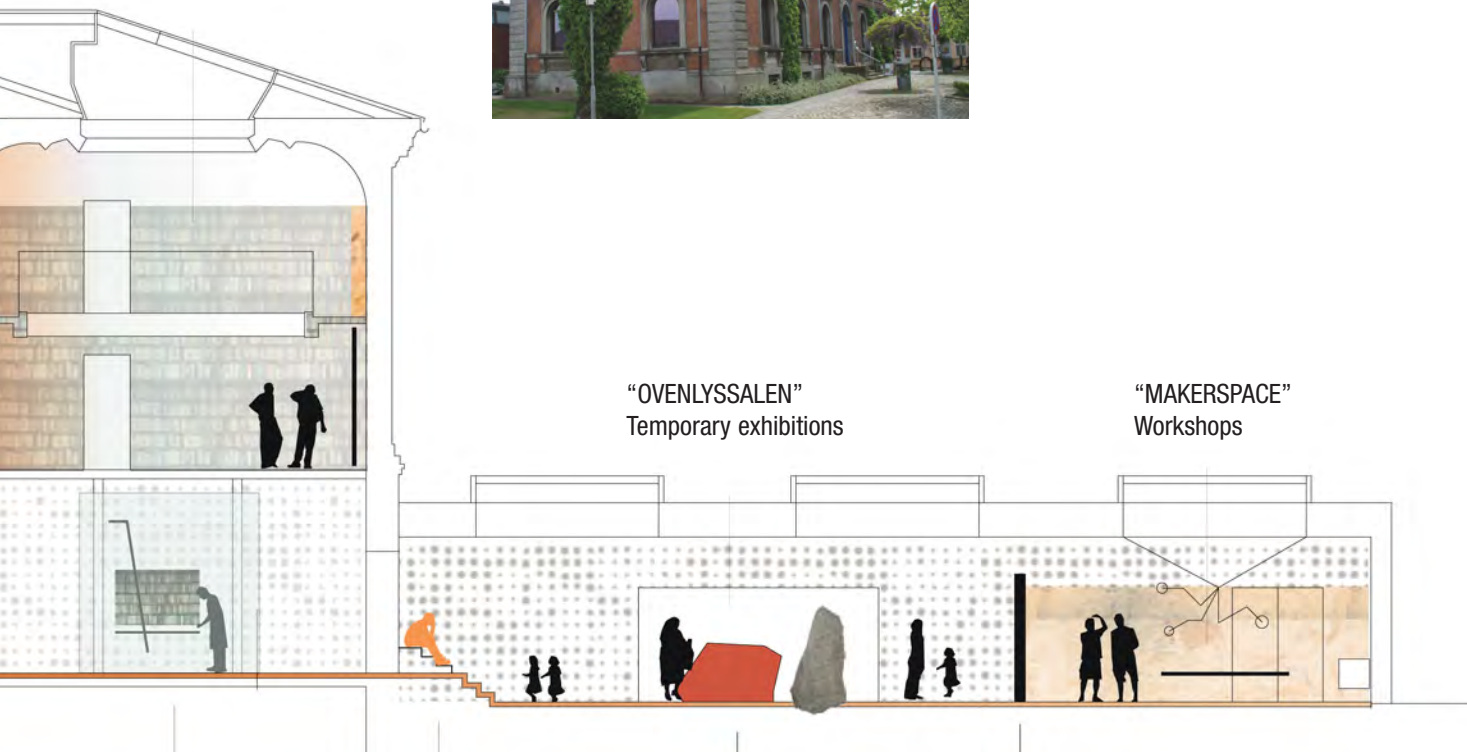 “OVENLYSSALEN”
Temporary exhibitions
“MAKERSPACE”
Workshops